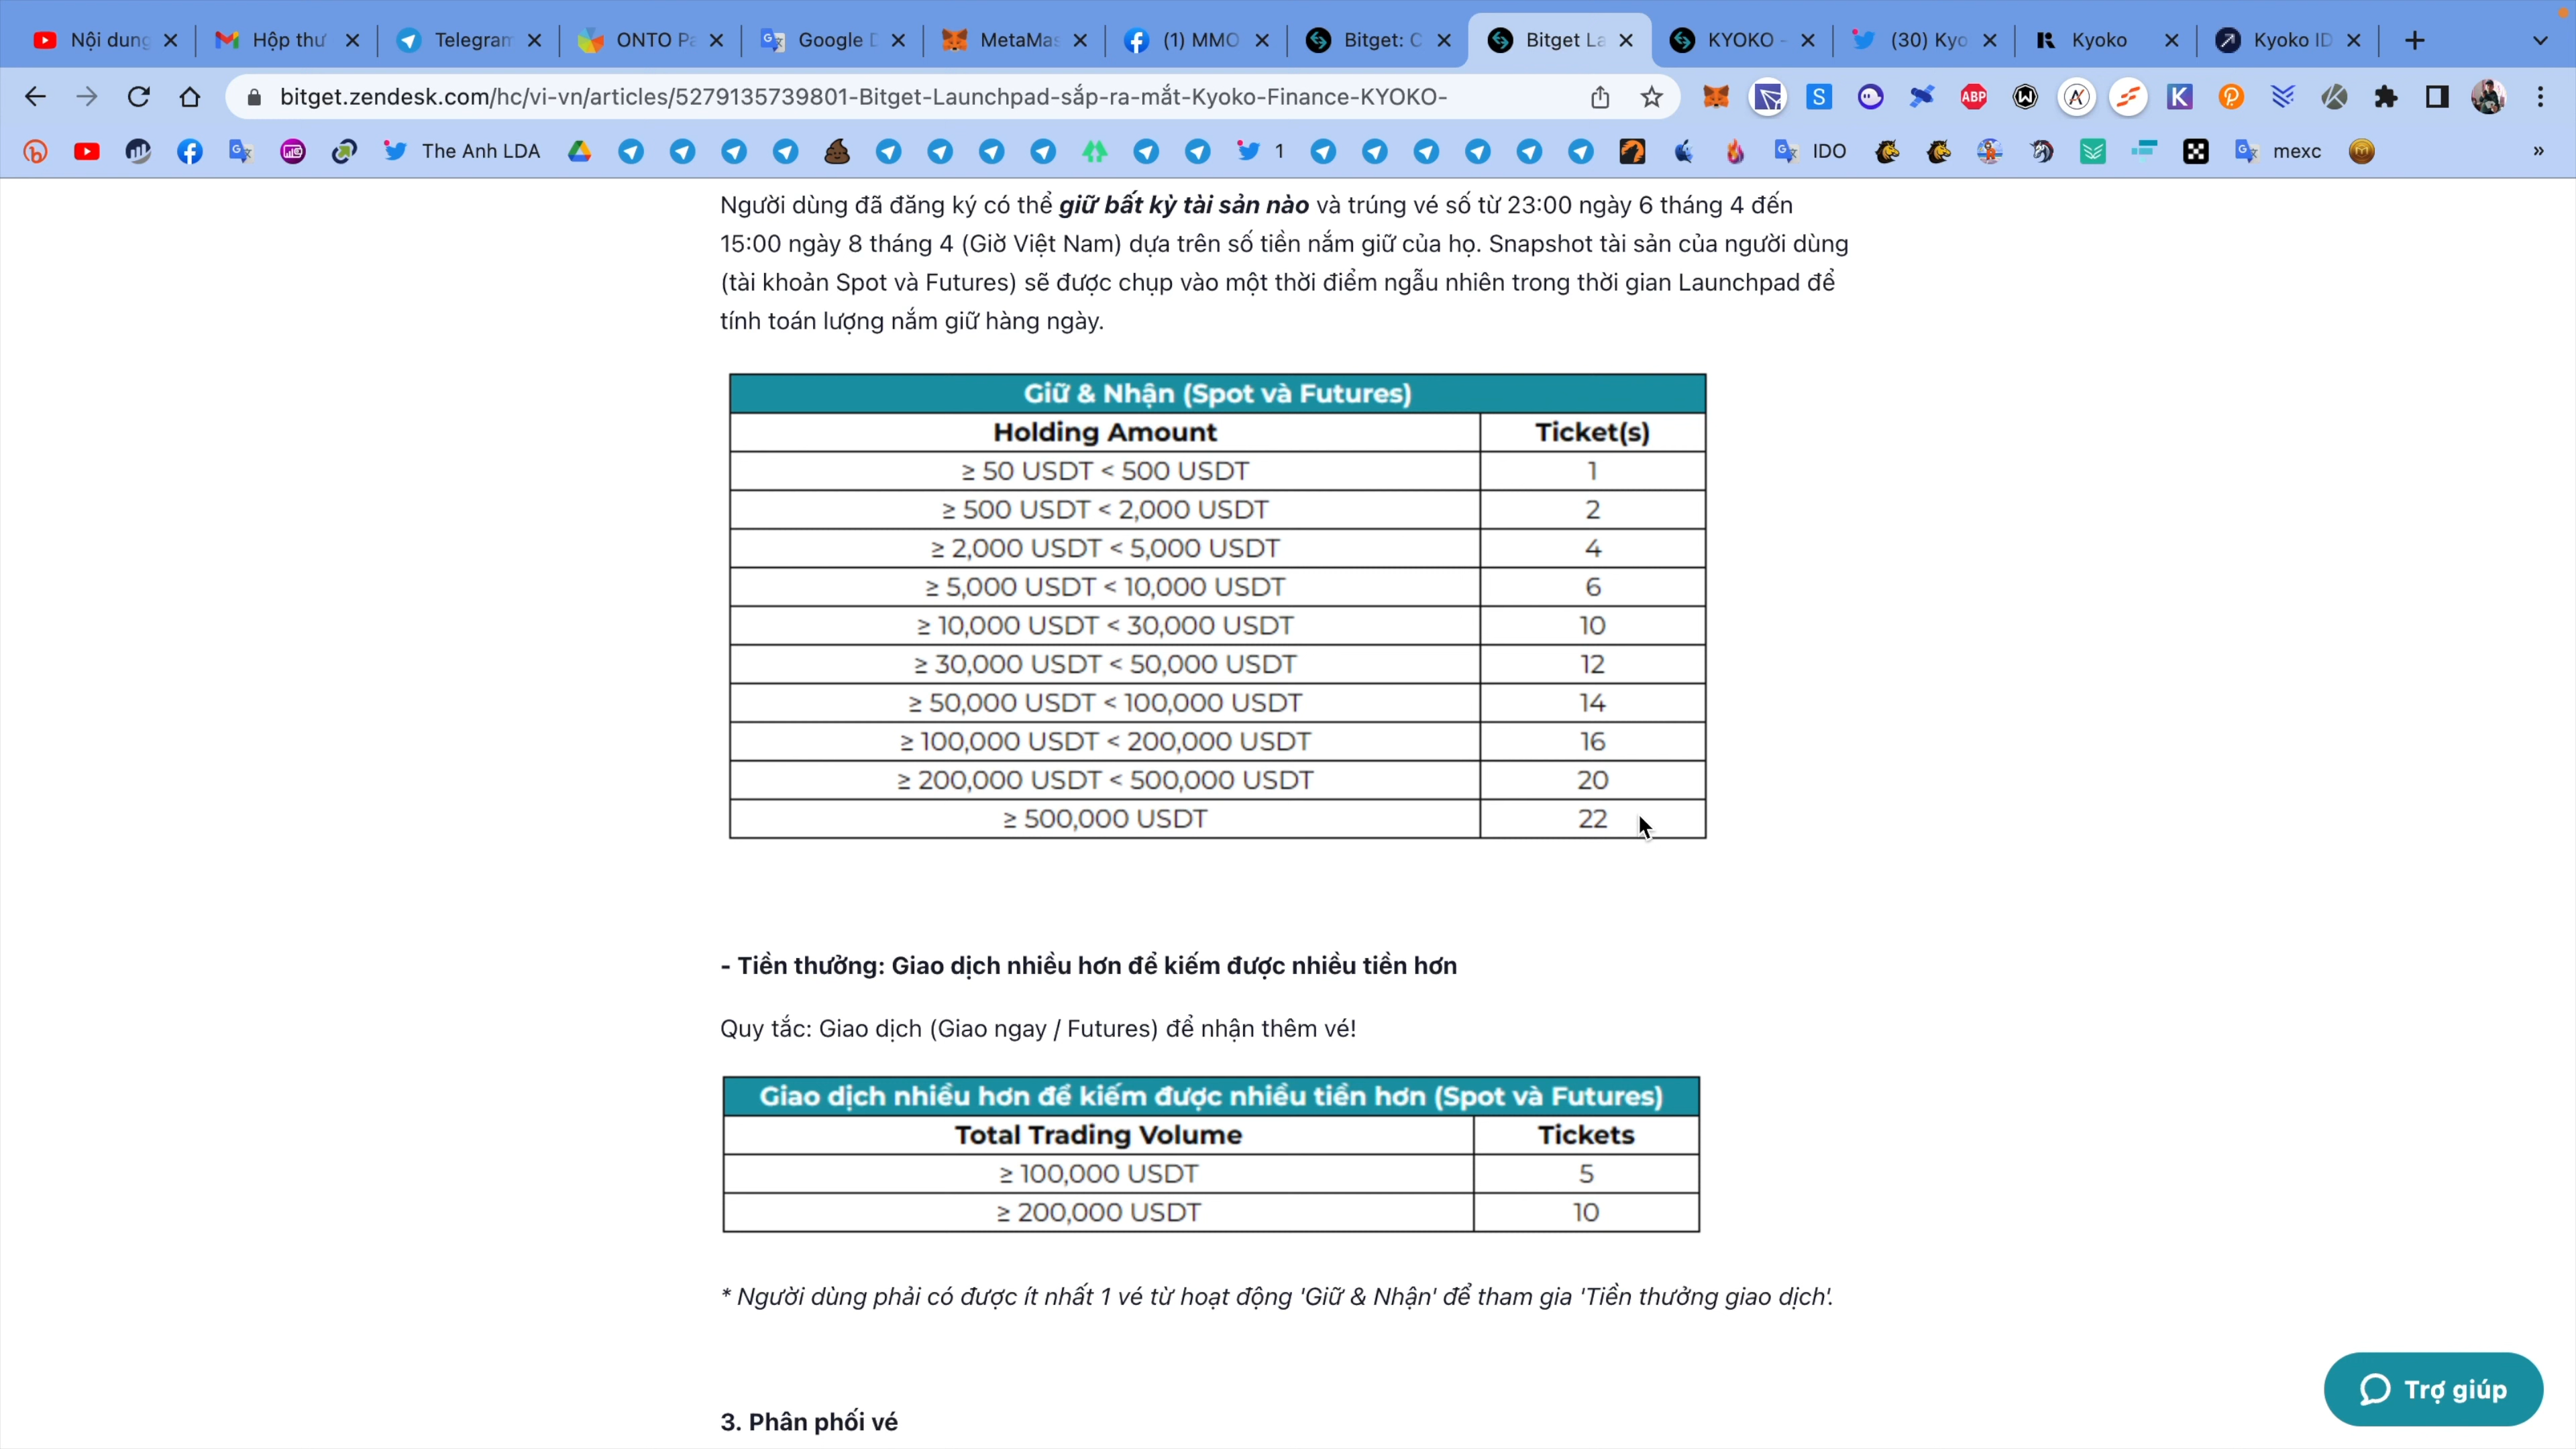 Nội dung
Hộp thư
Telegram
ONTO Pa
Google D
MetaMas
(1) MMO
Bitget: C
Bitget La
KYOKO -
(30) Kyo
Kyoko
Kyoko ID
bitget.zendesk.com/hc/vi-vn/articles/5279135739801-Bitget-Launchpad-sắp-ra-mắt-Kyoko-Finance-KYOKO-
ABP
The Anh LDA
1
IDO
mexc
»
Người dùng đã đăng ký có thể giữ bất kỳ tài sản nào và trúng vé số từ 23:00 ngày 6 tháng 4 đến
15:00 ngày 8 tháng 4 (Giờ Việt Nam) dựa trên số tiền nắm giữ của họ. Snapshot tài sản của người dùng
(tài khoản Spot và Futures) sẽ được chụp vào một thời điểm ngẫu nhiên trong thời gian Launchpad để
tính toán lượng nắm giữ hàng ngày.
Giữ & Nhận (Spot và Futures)
Holding Amount Ticket(s)
≥ 50 USDT < 500 USDT 1
≥ 500 USDT < 2,000 USDT 2
≥ 2,000 USDT < 5,000 USDT 4
≥ 5,000 USDT < 10,000 USDT 6
≥ 10,000 USDT < 30,000 USDT 10
≥ 30,000 USDT < 50,000 USDT 12
≥ 50,000 USDT < 100,000 USDT 14
≥ 100,000 USDT < 200,000 USDT 16
≥ 200,000 USDT < 500,000 USDT 20
≥ 500,000 USDT 22
- Tiền thưởng: Giao dịch nhiều hơn để kiếm được nhiều tiền hơn
Quy tắc: Giao dịch (Giao ngay / Futures) để nhận thêm vé!
Giao dịch nhiều hơn để kiếm được nhiều tiền hơn (Spot và Futures)
Total Trading Volume Tickets
≥ 100,000 USDT 5
≥ 200,000 USDT 10
* Người dùng phải có được ít nhất 1 vé từ hoạt động 'Giữ & Nhận' để tham gia 'Tiền thưởng giao dịch'.
3. Phân phối vé
Trợ giúp